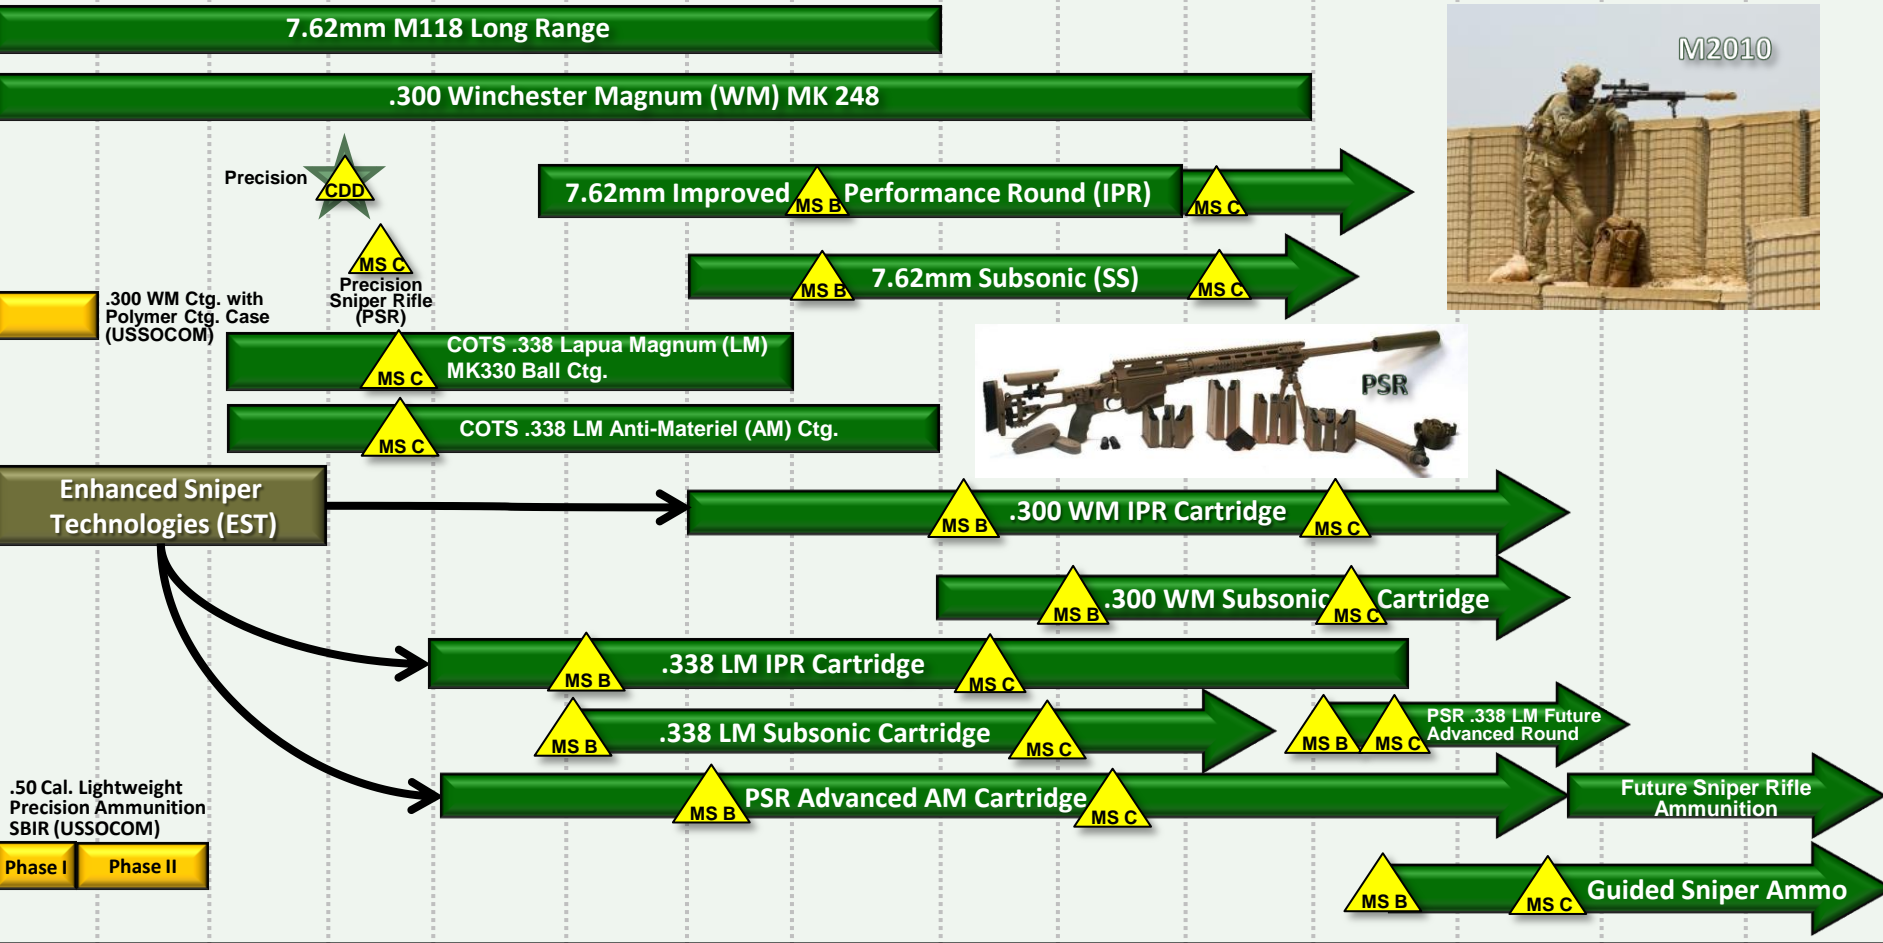 7.62mm M118 Long Range
M2010
.300 Winchester Magnum (WM) MK 248
Precision
CDD
7.62mm Improved
MS B
Performance Round (IPR)
MS C
MS C
Precision
Sniper Rifle
(PSR)
MS B
7.62mm Subsonic (SS)
MS C
.300 WM Ctg. with
Polymer Ctg. Case
(USSOCOM)
MS C
COTS .338 Lapua Magnum (LM)
MK330 Ball Ctg.
PSR
MS C
COTS .338 LM Anti-Materiel (AM) Ctg.
Enhanced Sniper
Technologies (EST)
MS B
.300 WM IPR Cartridge
MS C
MS B
.300 WM Subsonic
MS C
Cartridge
MS B
.338 LM IPR Cartridge
MS C
MS B
.338 LM Subsonic Cartridge
MS C
MS B
MS C
PSR .338 LM Future
Advanced Round
MS B
PSR Advanced AM Cartridge
MS C
Future Sniper Rifle
Ammunition
.50 Cal. Lightweight
Precision Ammunition
SBIR (USSOCOM)
Phase I
Phase II
MS B
MS C
Guided Sniper Ammo